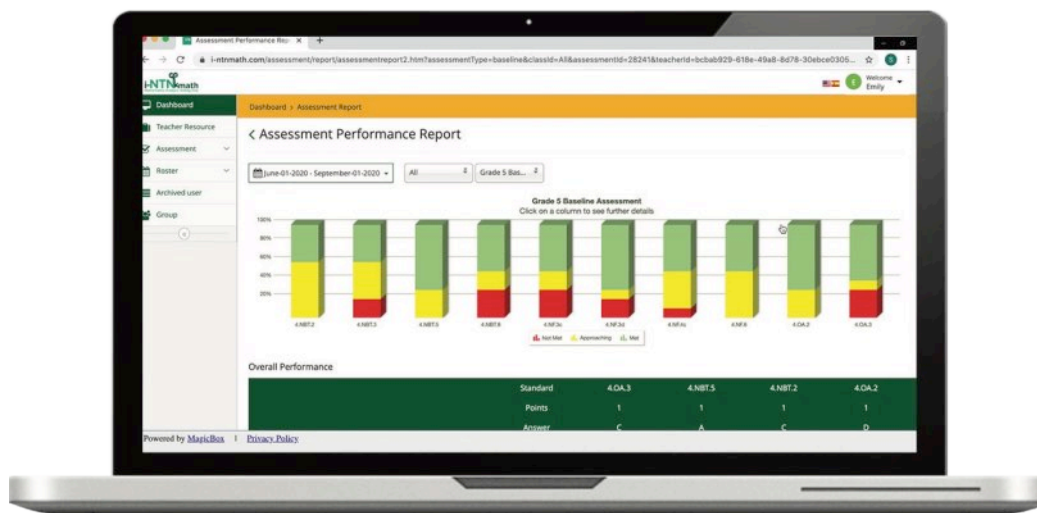 Assessment Performance Rep
i-ntnmath.com/assessment/report/assessmentreport2.htm?assessmentType=baseline&classId=All&assessmentId=28241&teacherId=bcbab929-618e-49a8-8d78-30ebce0305...
i-NTNmath
Welcome
Emily
Dashboard
Dashboard > Assessment Report
Teacher Resource
Assessment
Roster
Archived user
Group
< Assessment Performance Report
June-01-2020 - September-01-2020
All
Grade 5 Bas...
Grade 5 Baseline Assessment
Click on a column to see further details
100%
80%
60%
40%
20%
4.NBT.2 4.NBT.3 4.NBT.5 4.NBT.6 4.NF.3c 4.NF.3d 4.NF.4c 4.NF.6 4.OA.2 4.OA.3
Not Met Approaching Met
Overall Performance
Standard 4.OA.3 4.NBT.5 4.NBT.2 4.OA.2
Points 1 1 1 1
Answer C A C D
Powered by MagicBox | Privacy Policy